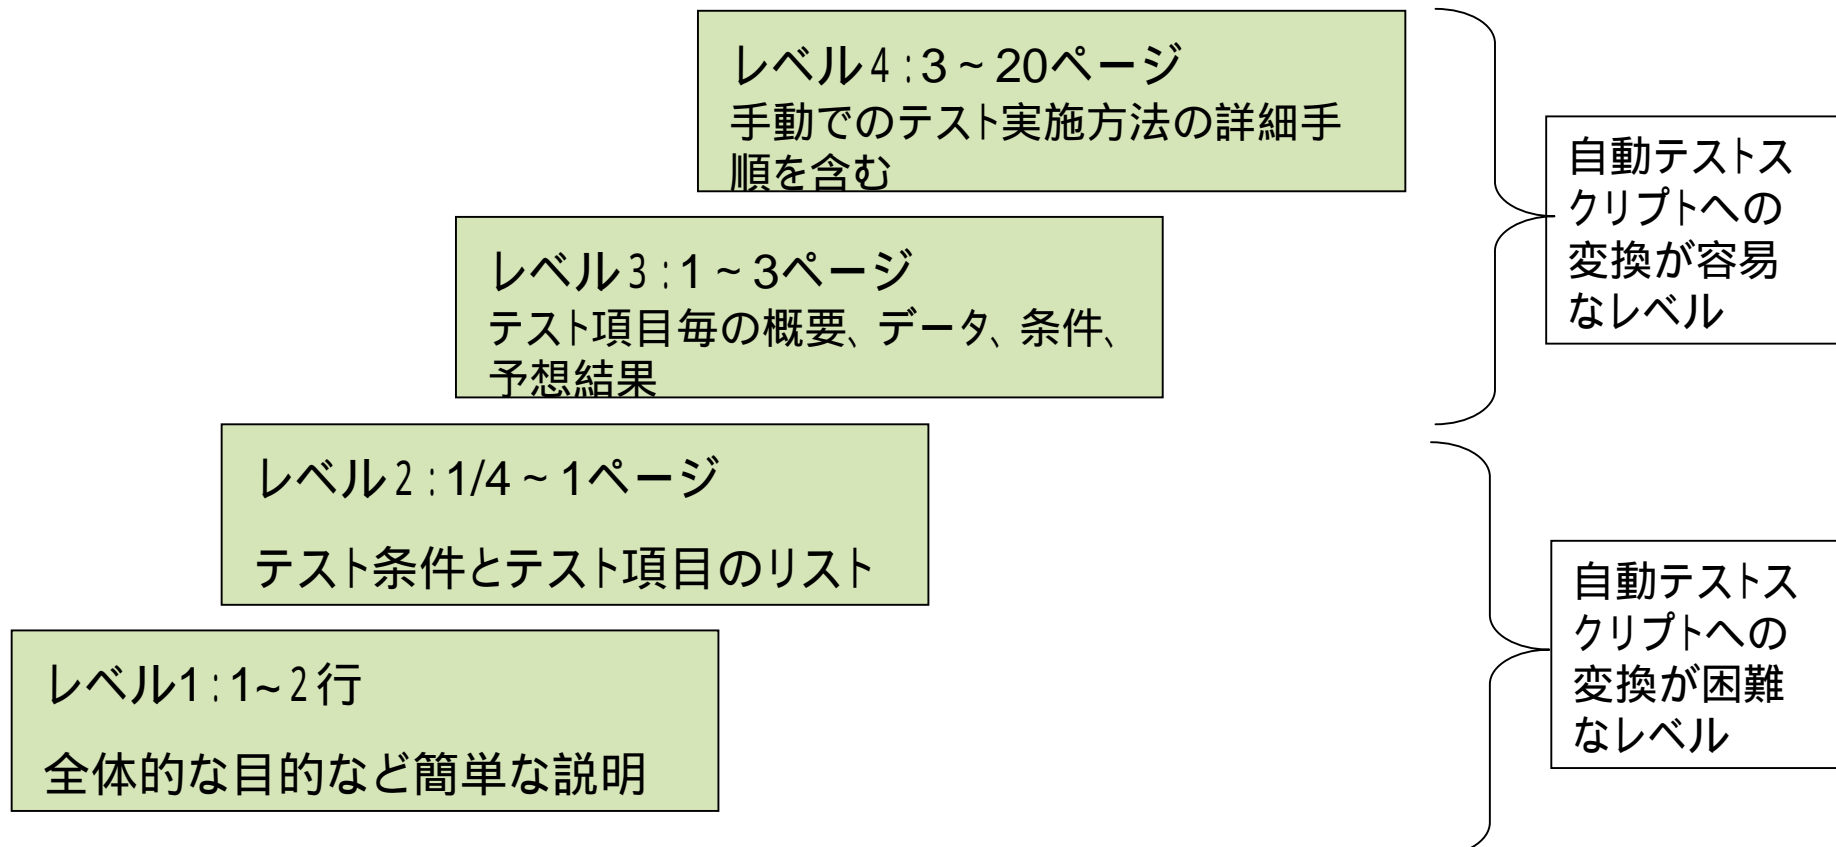 レベル4：3～20ページ
手動でのテスト実施方法の詳細手
順を含む
自動テストス
クリプトへの
変換が容易
なレベル
レベル3：1～3ページ
テスト項目毎の概要、データ、条件、
予想結果
レベル2：1/4～1ページ
テスト条件とテスト項目のリスト
自動テストス
クリプトへの
変換が困難
なレベル
レベル1：1~2行
全体的な目的など簡単な説明